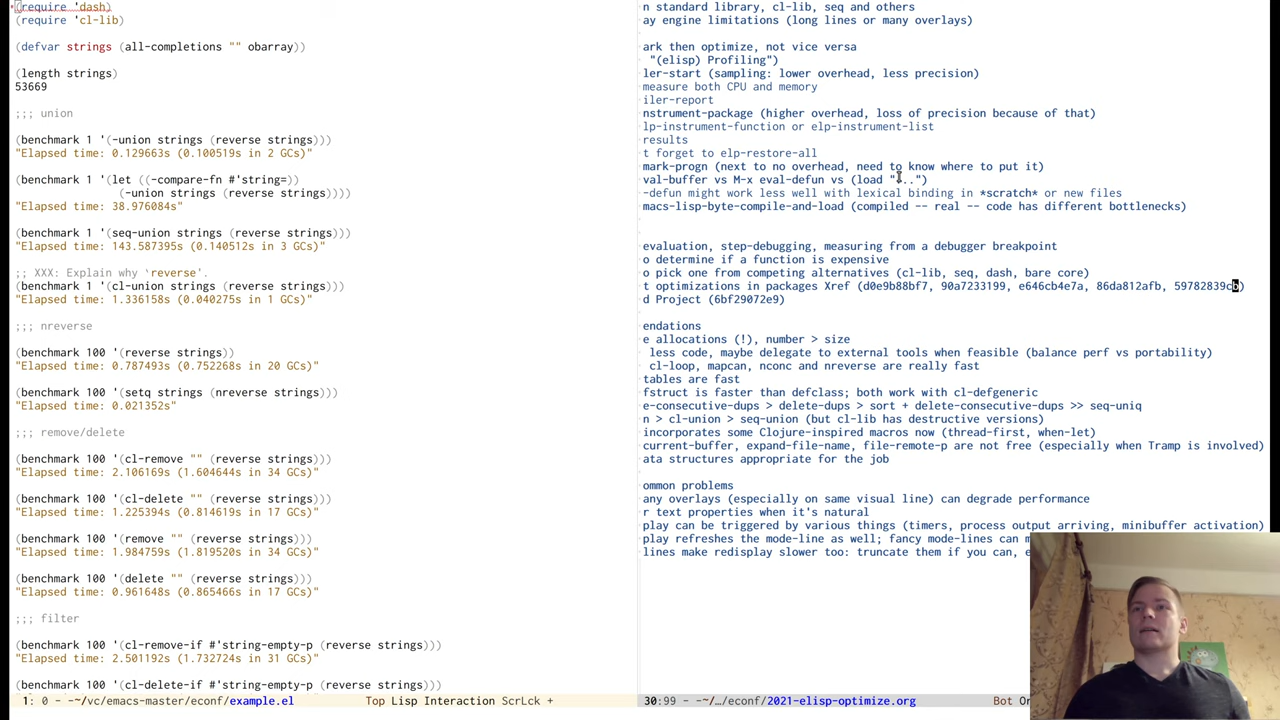 (require 'dash)
(require 'cl-lib)
(defvar strings (all-completions "" obarray))
(length strings)
53669
;;; union
(benchmark 1 '(-union strings (reverse strings)))
"Elapsed time: 0.129663s (0.100519s in 2 GCs)"
(benchmark 1 '(let ((-compare-fn #'string=))
(-union strings (reverse strings))))
"Elapsed time: 38.976084s"
(benchmark 1 '(seq-union strings (reverse strings)))
"Elapsed time: 143.587395s (0.140512s in 3 GCs)"
;; XXX: Explain why `reverse'.
(benchmark 1 '(cl-union strings (reverse strings)))
"Elapsed time: 1.336158s (0.040275s in 1 GCs)"
;;; nreverse
(benchmark 100 '(reverse strings))
"Elapsed time: 0.787493s (0.752268s in 20 GCs)"
(benchmark 100 '(setq strings (nreverse strings)))
"Elapsed time: 0.021352s"
;;; remove/delete
(benchmark 100 '(cl-remove "" (reverse strings)))
"Elapsed time: 2.106169s (1.604644s in 34 GCs)"
(benchmark 100 '(cl-delete "" (reverse strings)))
"Elapsed time: 1.225394s (0.814619s in 17 GCs)"
(benchmark 100 '(remove "" (reverse strings)))
"Elapsed time: 1.984759s (1.819520s in 34 GCs)"
(benchmark 100 '(delete "" (reverse strings)))
"Elapsed time: 0.961648s (0.865466s in 17 GCs)"
;;; filter
(benchmark 100 '(cl-remove-if #'string-empty-p (reverse strings)))
"Elapsed time: 2.501192s (1.732724s in 31 GCs)"
(benchmark 100 '(cl-delete-if #'string-empty-p (reverse strings)))
1: 0 - -~/vc/emacs-master/econf/example.el Top Lisp Interaction ScrLck +
n standard library, cl-lib, seq and others
ay engine limitations (long lines or many overlays)
ark then optimize, not vice versa
"(elisp) Profiling")
ler-start (sampling: lower overhead, less precision)
measure both CPU and memory
iler-report
nstrument-package (higher overhead, loss of precision because of that)
lp-instrument-function or elp-instrument-list
results
t forget to elp-restore-all
mark-progn (next to no overhead, need to know where to put it)
val-buffer vs M-x eval-defun vs (load "...")
-defun might work less well with lexical binding in *scratch* or new files
macs-lisp-byte-compile-and-load (compiled -- real -- code has different bottlenecks)
evaluation, step-debugging, measuring from a debugger breakpoint
o determine if a function is expensive
o pick one from competing alternatives (cl-lib, seq, dash, bare core)
t optimizations in packages Xref (d0e9b88bf7, 90a7233199, e646cb4e7a, 86da812afb, 59782839cb)
d Project (6bf29072e9)
endations
e allocations (!), number > size
less code, maybe delegate to external tools when feasible (balance perf vs portability)
cl-loop, mapcan, nconc and nreverse are really fast
tables are fast
fstruct is faster than defclass; both work with cl-defgeneric
e-consecutive-dups > delete-dups > sort + delete-consecutive-dups >> seq-uniq
n > cl-union > seq-union (but cl-lib has destructive versions)
incorporates some Clojure-inspired macros now (thread-first, when-let)
current-buffer, expand-file-name, file-remote-p are not free (especially when Tramp is involved)
ata structures appropriate for the job
ommon problems
any overlays (especially on same visual line) can degrade performance
r text properties when it's natural
play can be triggered by various things (timers, process output arriving, minibuffer activation)
play refreshes the mode-line as well; fancy mode-lines can m
lines make redisplay slower too: truncate them if you can, e
30:99 - -~/…/econf/2021-elisp-optimize.org Bot Or